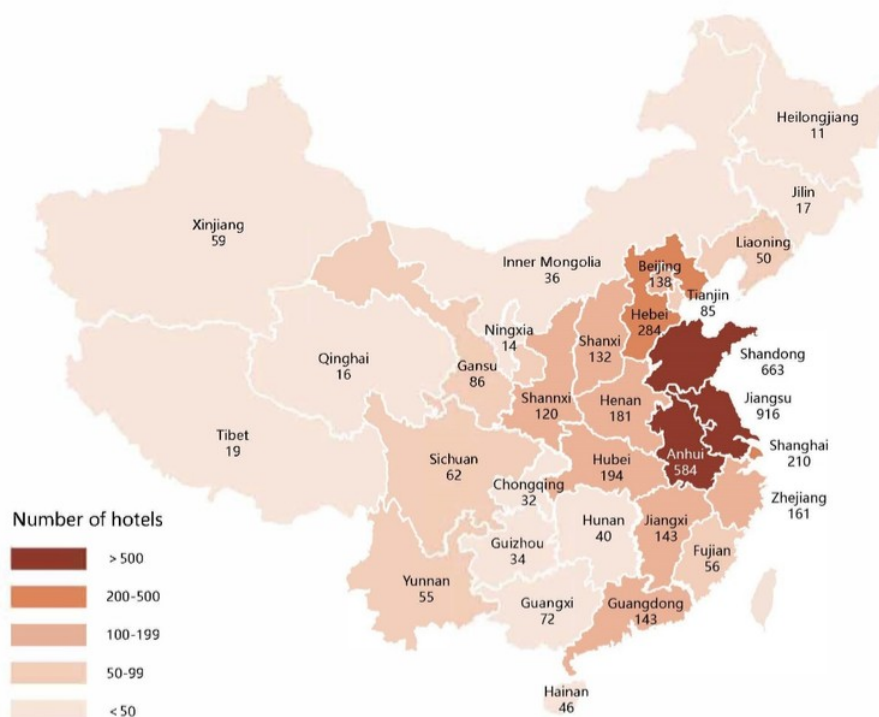 Heilongjiang
11
Jilin
17
Xinjiang
59
Liaoning
50
Inner Mongolia
36
Beijing
138
Tianjin
85
Hebei
284
Ningxia
14
Shanxi
132
Qinghai
16
Gansu
86
Shandong
663
Shannxi
120
Henan
181
Jiangsu
916
Tibet
19
Sichuan
62
Hubei
194
Anhui
584
Shanghai
210
Chongqing
32
Zhejiang
161
Number of hotels
Hunan
40
Jiangxi
143
Guizhou
34
Fujian
56
> 500
Yunnan
55
200-500
Guangxi
72
Guangdong
143
100-199
50-99
Hainan
46
< 50